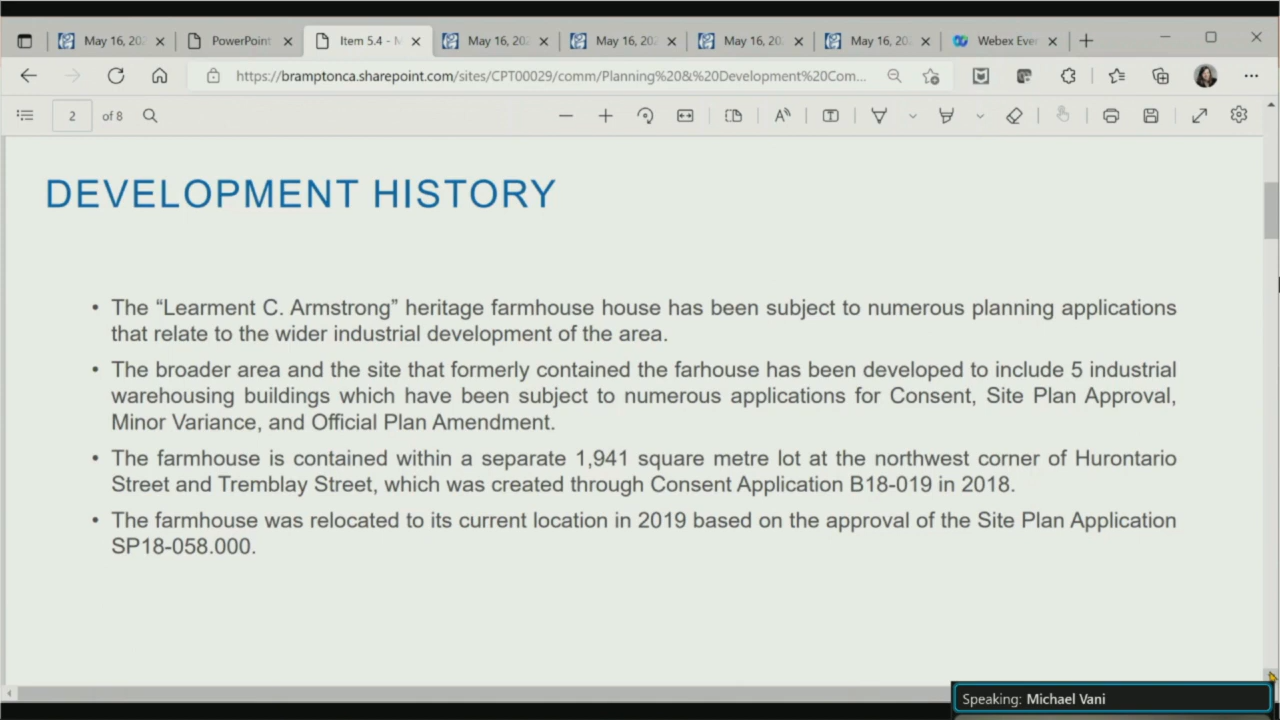 May 16, 202
PowerPoint
Item 5.4 - M
May 16, 202
May 16, 202
May 16, 202
May 16, 202
Webex Eve
https://bramptonca.sharepoint.com/sites/CPT00029/comm/Planning%20&%20Development%20Com...
2 of 8
DEVELOPMENT HISTORY
• The “Learment C. Armstrong” heritage farmhouse house has been subject to numerous planning applications
that relate to the wider industrial development of the area.
• The broader area and the site that formerly contained the farhouse has been developed to include 5 industrial
warehousing buildings which have been subject to numerous applications for Consent, Site Plan Approval,
Minor Variance, and Official Plan Amendment.
• The farmhouse is contained within a separate 1,941 square metre lot at the northwest corner of Hurontario
Street and Tremblay Street, which was created through Consent Application B18-019 in 2018.
• The farmhouse was relocated to its current location in 2019 based on the approval of the Site Plan Application
SP18-058.000.
Speaking: Michael Vani